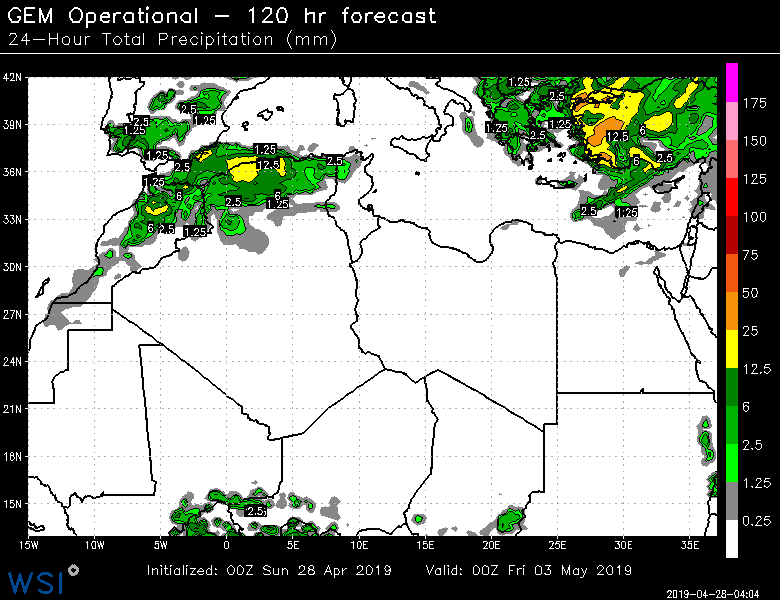 GEM Operational - 120 hr forecast
24-Hour Total Precipitation (mm)
42N
39N
36N
33N
30N
27N
24N
21N
18N
15N
15W 10W 5W 0 5E 10E 15E 20E 25E 30E 35E
2.5
1.25
2.5
1.25
1.25
2.5
1.25
12.5
2.5
1.25
6
2.5
6
1.25
6
2.5
1.25
1.25
2.5
1.25
1.25
2.5
12.5
6
6
2.5
2.5
1.25
2.5
175
150
125
100
75
50
25
12.5
6
2.5
1.25
0.25
WSI
Initialized: 00Z Sun 28 Apr 2019 Valid: 00Z Fri 03 May 2019
2019-04-28-04:04